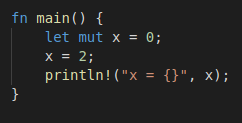 fn main() {
    let mut x = 0;
    x = 2;
    println!("x = {}", x);
}